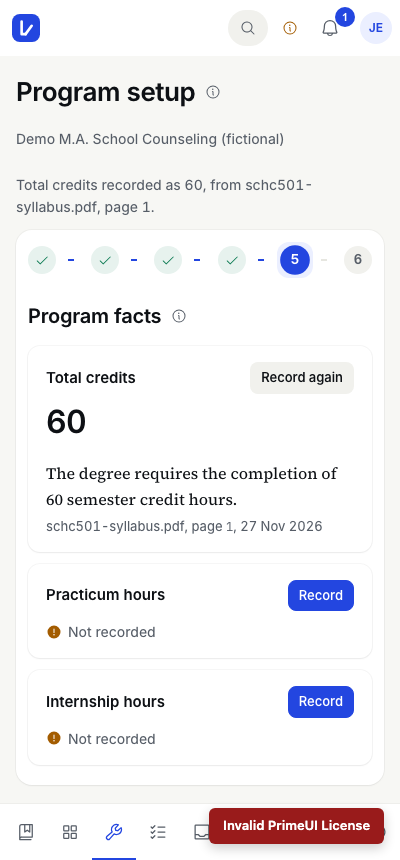 1
JE
Program setup
Demo M.A. School Counseling (fictional)
Total credits recorded as 60, from schc501-
syllabus.pdf, page 1.
5
6
Program facts
Total credits
Record again
60
The degree requires the completion of
60 semester credit hours.
schc501-syllabus.pdf, page 1, 27 Nov 2026
Practicum hours
Record
Not recorded
Internship hours
Record
Not recorded
Invalid PrimeUI License